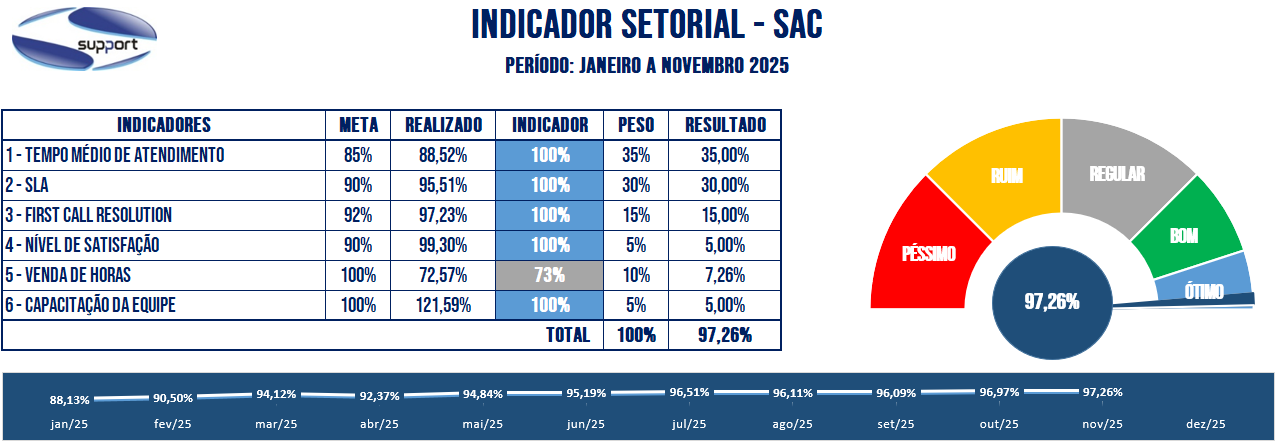 support
INDICADOR SETORIAL - SAC
PERÍODO: JANEIRO A NOVEMBRO 2025
INDICADORES META REALIZADO INDICADOR PESO RESULTADO
1 - TEMPO MÉDIO DE ATENDIMENTO 85% 88,52% 100% 35% 35,00%
2 - SLA 90% 95,51% 100% 30% 30,00%
3 - FIRST CALL RESOLUTION 92% 97,23% 100% 15% 15,00%
4 - NÍVEL DE SATISFAÇÃO 90% 99,30% 100% 5% 5,00%
5 - VENDA DE HORAS 100% 72,57% 73% 10% 7,26%
6 - CAPACITAÇÃO DA EQUIPE 100% 121,59% 100% 5% 5,00%
TOTAL 100% 97,26%
PÉSSIMO
RUIM
REGULAR
BOM
ÓTIMO
97,26%
88,13% 90,50% 94,12% 92,37% 94,84% 95,19% 96,51% 96,11% 96,09% 96,97% 97,26%
jan/25 fev/25 mar/25 abr/25 mai/25 jun/25 jul/25 ago/25 set/25 out/25 nov/25 dez/25